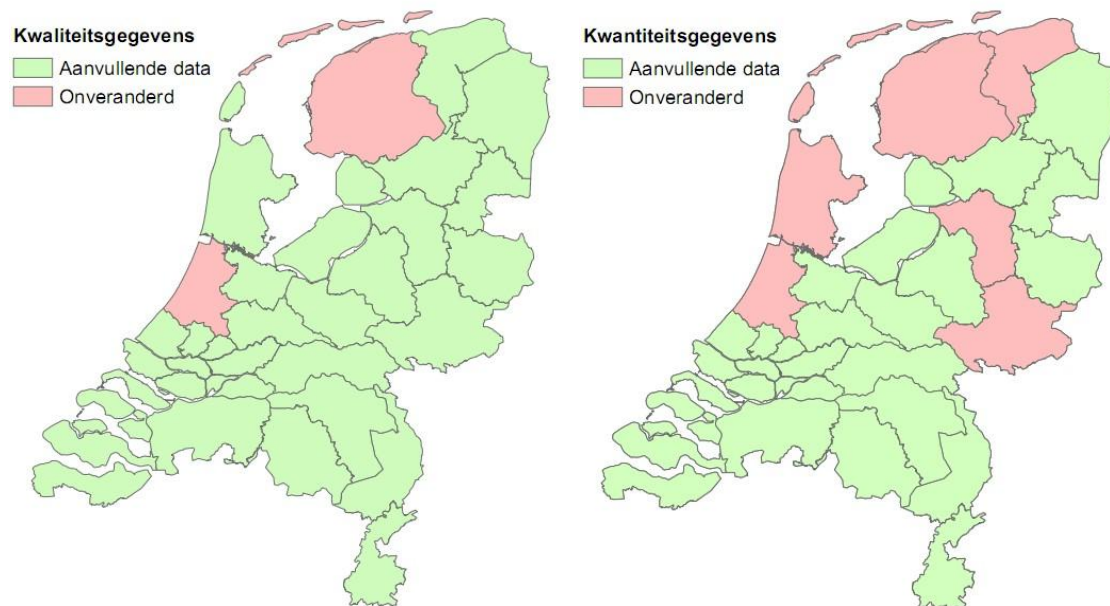 Kwaliteitsgegevens
Aanvullende data
Onveranderd
Kwantiteitsgegevens
Aanvullende data
Onveranderd